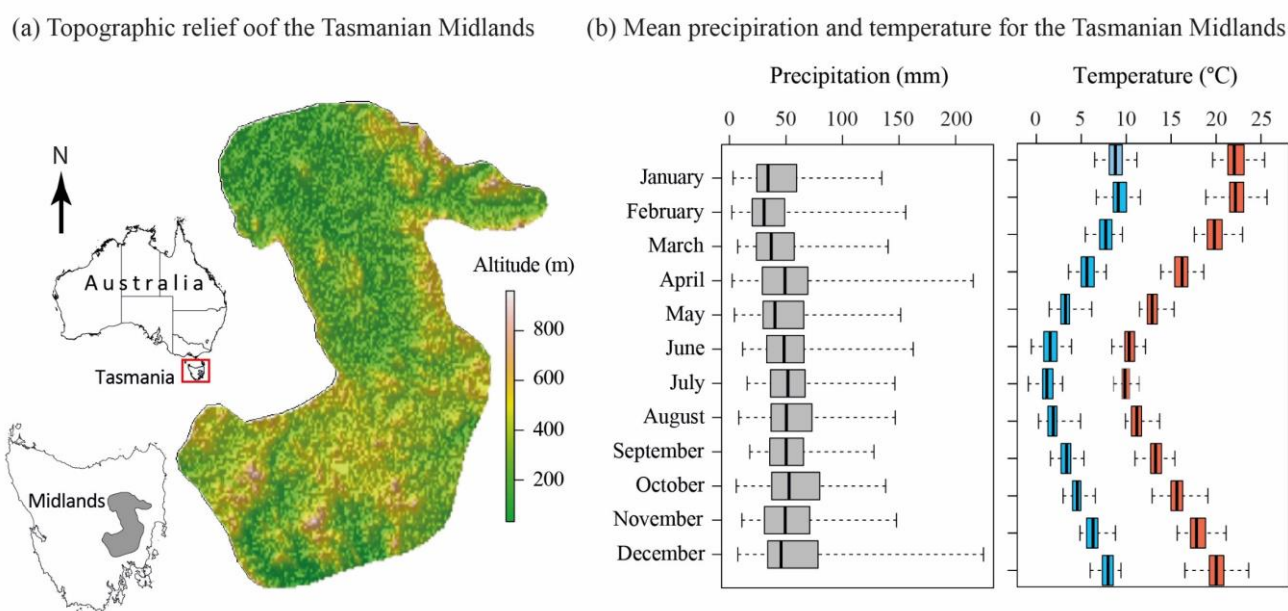 (a) Topographic relief oof the Tasmanian Midlands
N
Australia
Tasmania
Midlands
Altitude (m)
800
600
400
200
(b) Mean precipiration and temperature for the Tasmanian Midlands
Precipitation (mm)
0 50 100 150 200
January
February
March
April
May
June
July
August
September
October
November
December
Temperature (°C)
0 5 10 15 20 25